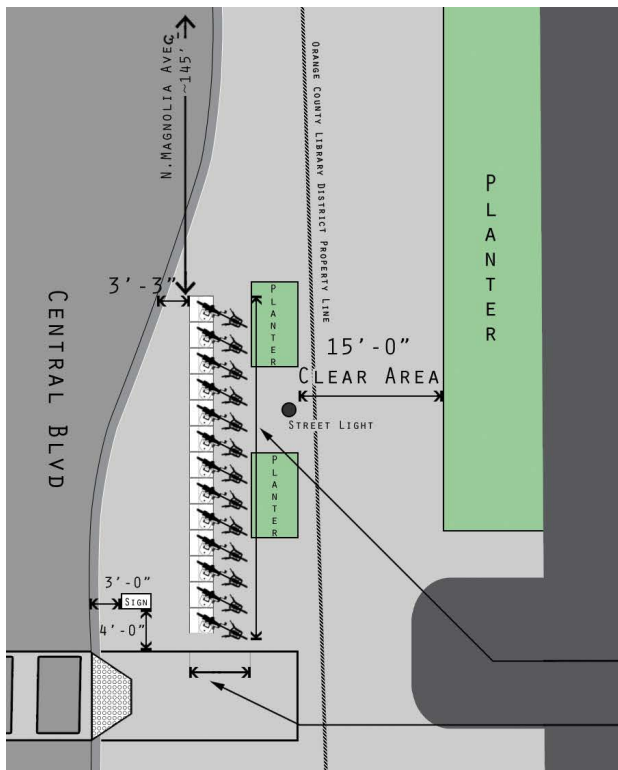 N.MAGNOLIA AVE
~145'-
ORANGE COUNTY LIBRARY DISTRICT PROPERTY LINE
PLANTER
3'-3"
PLANTER
CENTRAL BLVD
15'-0"
CLEAR AREA
STREET LIGHT
PLANTER
3'-0"
SIGN
4'-0"